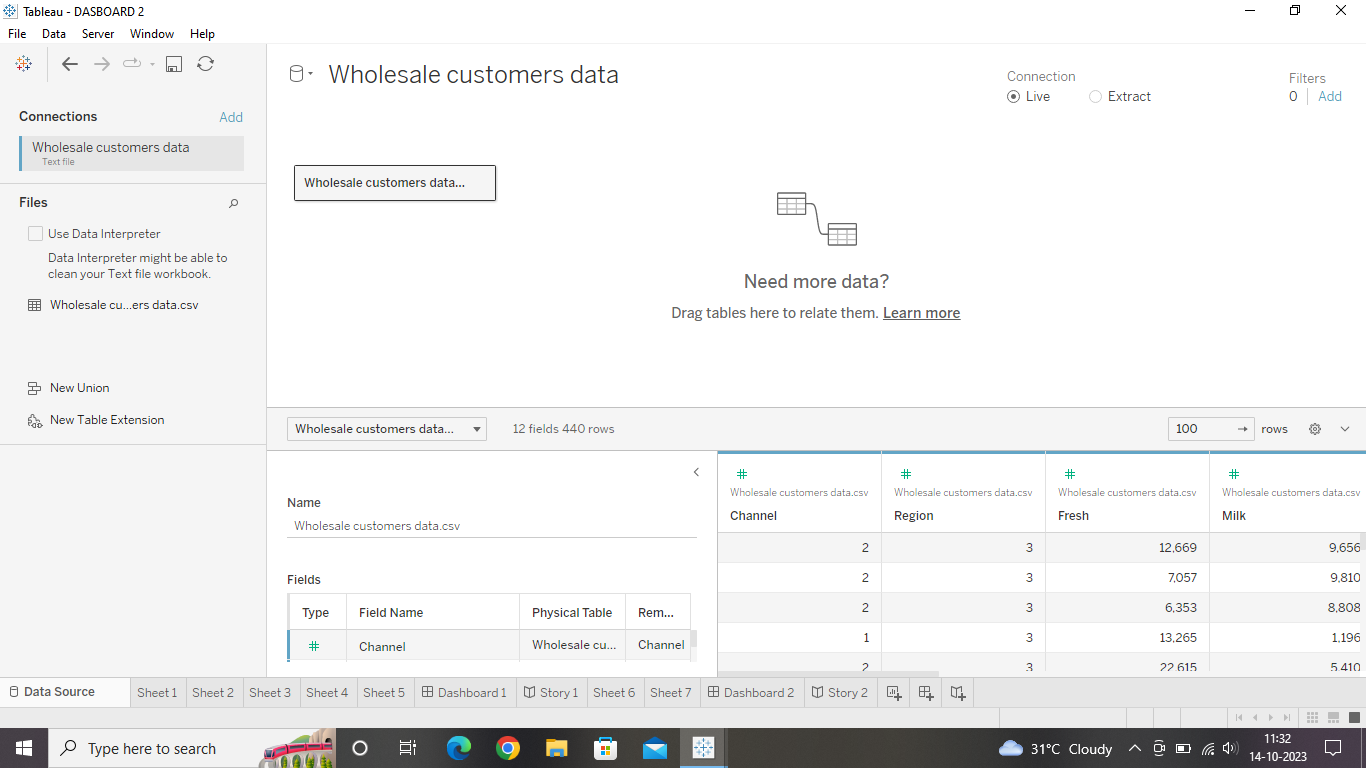 Tableau - DASBOARD 2
File Data Server Window Help
Connections Add
Wholesale customers data
Text file
Files
Use Data Interpreter
Data Interpreter might be able to
clean your Text file workbook.
Wholesale cu...ers data.csv
New Union
New Table Extension
Wholesale customers data
Connection
Live Extract
Filters
0 Add
Wholesale customers data...
Need more data?
Drag tables here to relate them. Learn more
Wholesale customers data... 12 fields 440 rows 100 → rows
Name
Wholesale customers data.csv
Fields
Type Field Name Physical Table Rem...
# Channel Wholesale cu... Channel
# # # #
Wholesale customers data.csv Wholesale customers data.csv Wholesale customers data.csv Wholesale customers data.csv
Channel Region Fresh Milk
2 3 12,669 9,656
2 3 7,057 9,810
2 3 6,353 8,808
1 3 13,265 1,196
2 3 22,615 5,410
Data Source Sheet 1 Sheet 2 Sheet 3 Sheet 4 Sheet 5 Dashboard 1 Story 1 Sheet 6 Sheet 7 Dashboard 2 Story 2
Type here to search 31°C Cloudy 11:32
14-10-2023